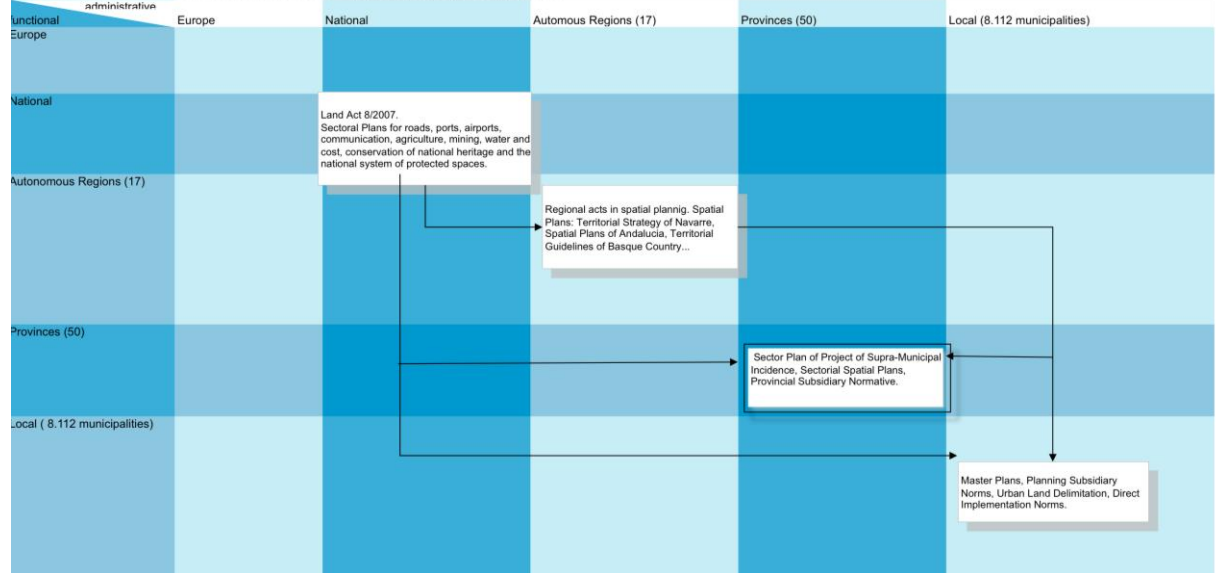 administrative
functional
Europe
National
Automous Regions (17)
Provinces (50)
Local (8.112 municipalities)
Europe
National
Land Act 8/2007.
Sectoral Plans for roads, ports, airports,
communication, agriculture, mining, water and
cost, conservation of national heritage and the
national system of protected spaces.
Autonomous Regions (17)
Regional acts in spatial plannig. Spatial
Plans: Territorial Strategy of Navarre,
Spatial Plans of Andalucia, Territorial
Guidelines of Basque Country...
Provinces (50)
Sector Plan of Project of Supra-Municipal
Incidence, Sectorial Spatial Plans,
Provincial Subsidiary Normative.
Local ( 8.112 municipalities)
Master Plans, Planning Subsidiary
Norms, Urban Land Delimitation, Direct
Implementation Norms.